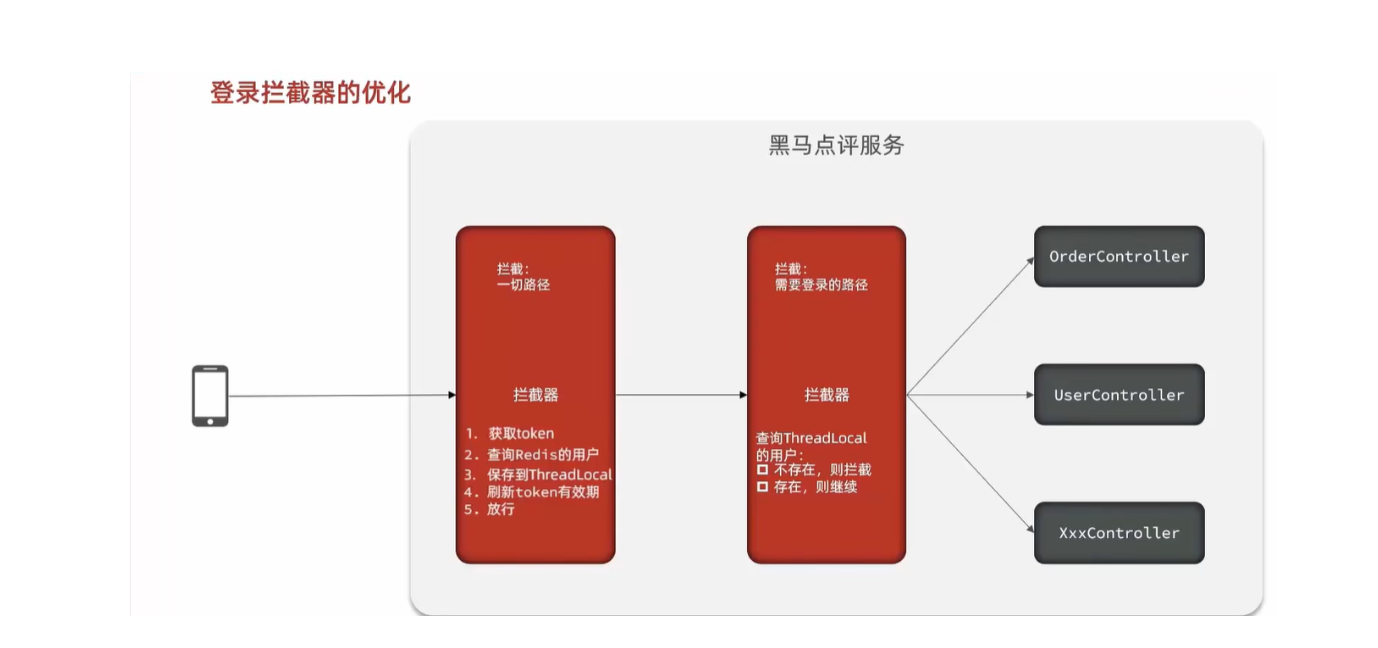 登录拦截器的优化
黑马点评服务
拦截：
一切路径
拦截器
1. 获取token
2. 查询Redis的用户
3. 保存到ThreadLocal
4. 刷新token有效期
5. 放行
拦截：
需要登录的路径
拦截器
查询ThreadLocal
的用户：
不存在，则拦截
存在，则继续
OrderController
UserController
XxxController